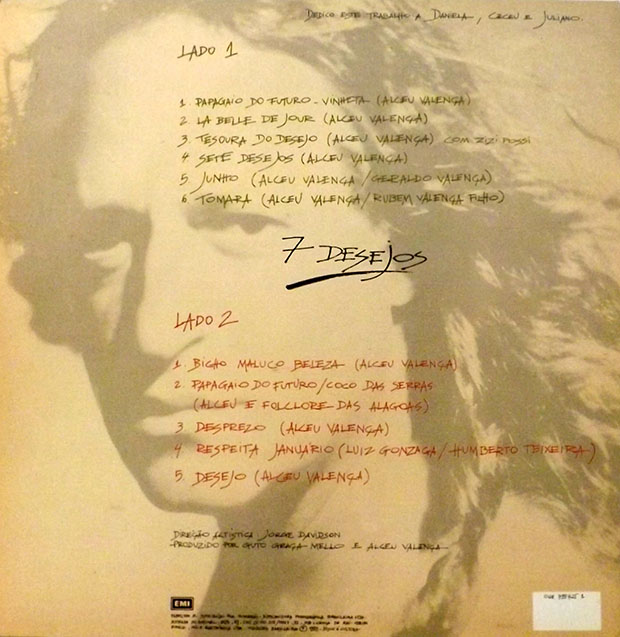 DEDICO ESTE TRABALHO A DANIELA, CECEU E JULIANO.
LADO 1
1 PAPAGAIO DO FUTURO - VINHETA (ALCEU VALENÇA)
2 LA BELLE DE JOUR (ALCEU VALENÇA)
3 TESOURA DO DESEJO (ALCEU VALENÇA) COM ZIZI POSSI
4 SETE DESEJOS (ALCEU VALENÇA)
5 JUNHO (ALCEU VALENÇA / GERALDO VALENÇA)
6 TOMARA (ALCEU VALENÇA / RUBEM VALENÇA FILHO)
7 DESEJOS
LADO 2
1. BICHO MALUCO BELEZA (ALCEU VALENÇA)
2. PAPAGAIO DO FUTURO / COCO DAS SERRAS
(ALCEU E FOLCLORE DAS ALAGOAS)
3 DESPREZO (ALCEU VALENÇA)
4 RESPEITA JANUÁRIO (LUIZ GONZAGA / HUMBERTO TEIXEIRA)
5. DESEJO (ALCEU VALENÇA)
DIREÇÃO ARTÍSTICA JORGE DAVIDSON
PRODUZIDO POR GUTO GRAÇA MELLO E ALCEU VALENÇA
EMI